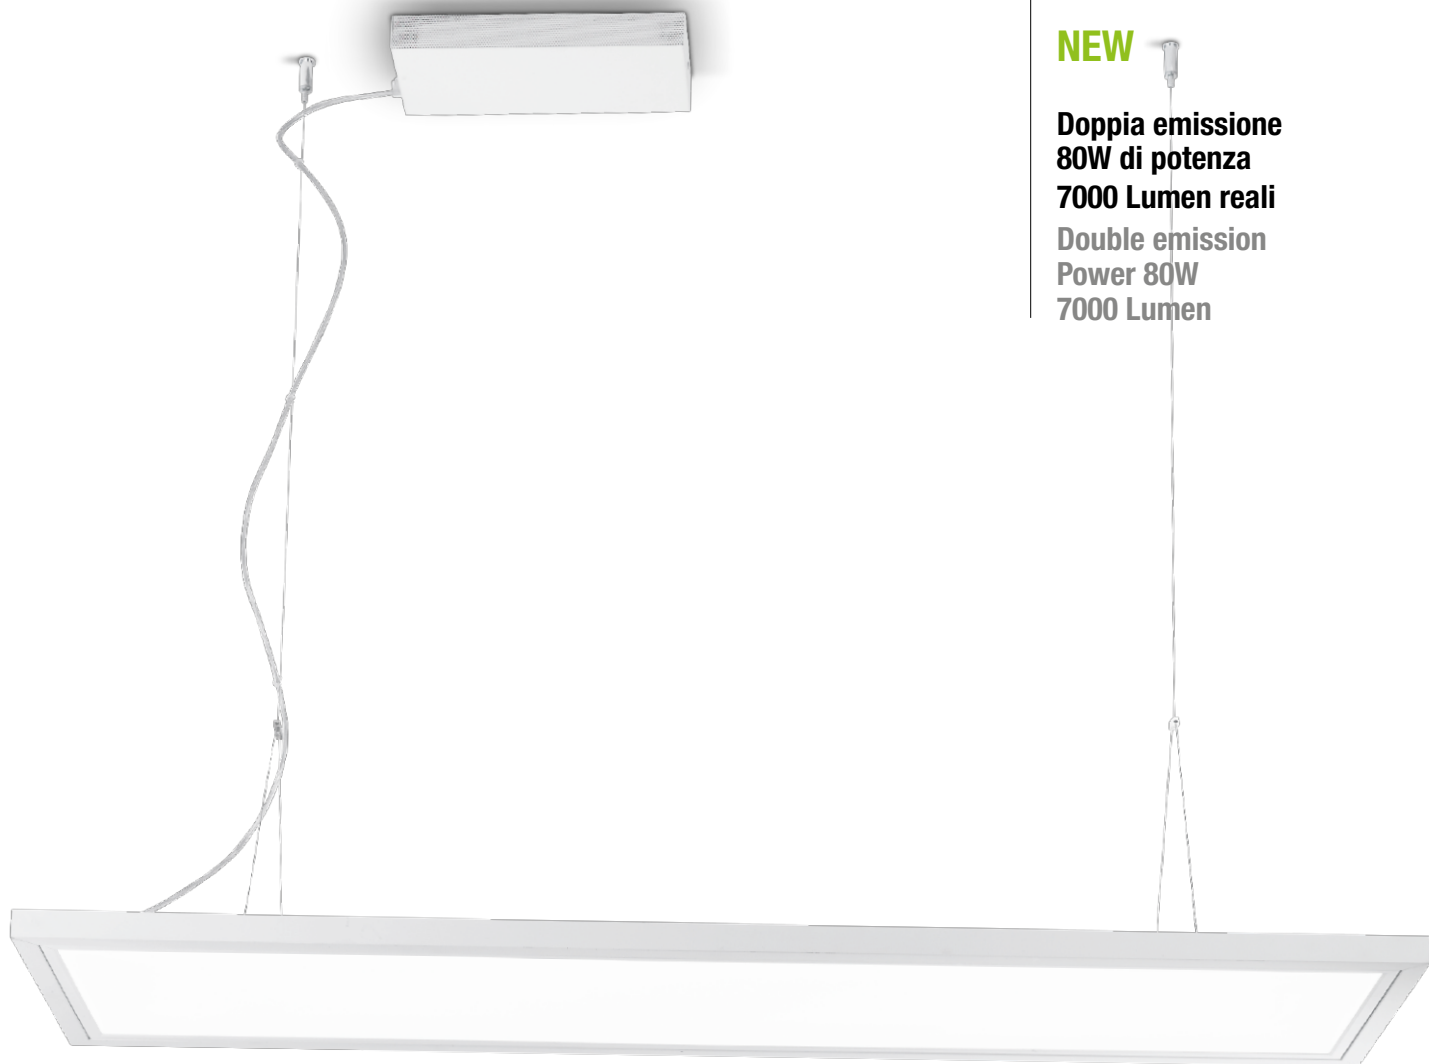 NEW
Doppia emissione
80W di potenza
7000 Lumen reali
Double emission
Power 80W
7000 Lumen